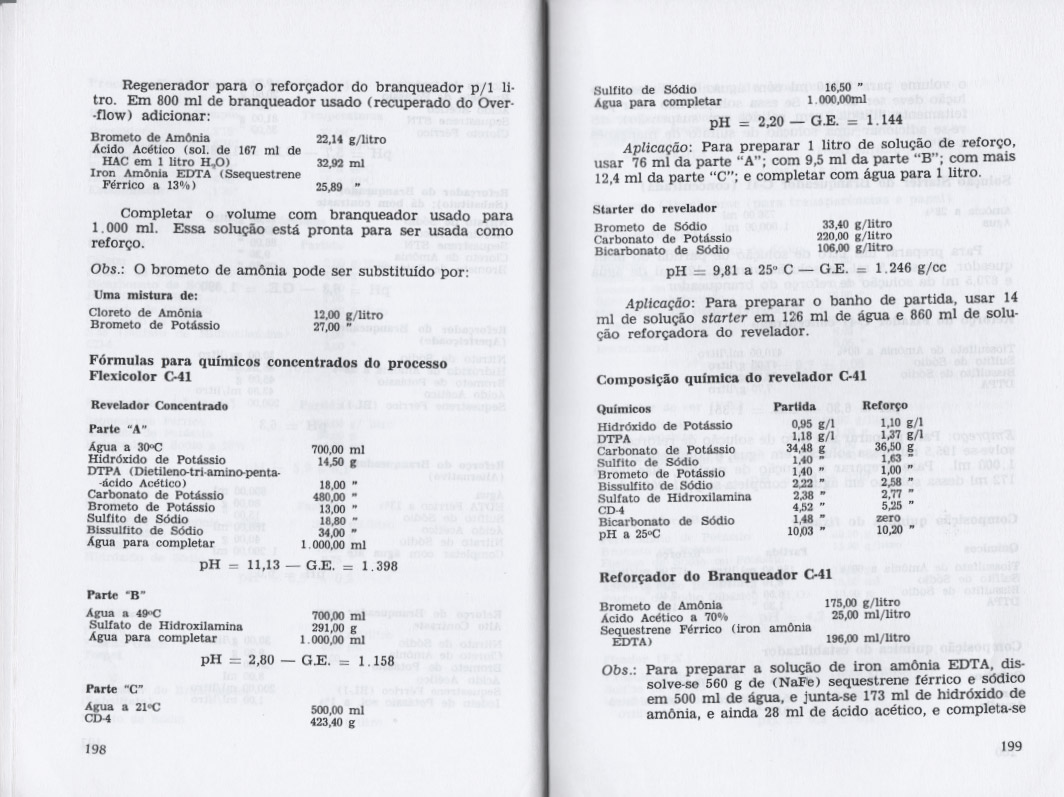 Regenerador para o reforçador do branqueador p/1 li-
tro. Em 800 ml de branqueador usado (recuperado do Over-
-flow) adicionar:
Brometo de Amônia 22,14 g/litro
Ácido Acético (sol. de 167 ml de
HAC em 1 litro H2O) 32,92 ml
Iron Amônia EDTA (Ssequestrene
Férrico a 13%) 25,89 "
Completar o volume com branqueador usado para
1.000 ml. Essa solução está pronta para ser usada como
reforço.
Obs.: O brometo de amônia pode ser substituído por:
Uma mistura de:
Cloreto de Amônia 12,00 g/litro
Brometo de Potássio 27,00 "
Fórmulas para químicos concentrados do processo
Flexicolor C-41
Revelador Concentrado
Parte "A"
Água a 30ºC 700,00 ml
Hidróxido de Potássio 14,50 g
DTPA (Dietileno-tri-amino-penta-
-ácido Acético) 18,00 "
Carbonato de Potássio 480,00 "
Brometo de Potássio 13,00 "
Sulfito de Sódio 18,80 "
Bissulfito de Sódio 34,00 "
Água para completar 1.000,00 ml
pH = 11,13 — G.E. = 1.398
Parte "B"
Água a 49ºC 700,00 ml
Sulfato de Hidroxilamina 291,00 g
Água para completar 1.000,00 ml
pH = 2,80 — G.E. = 1.158
Parte "C"
Água a 21ºC 500,00 ml
CD-4 423,40 g
198
Sulfito de Sódio 16,50 "
Água para completar 1.000,00ml
pH = 2,20 — G.E. = 1.144
Aplicação: Para preparar 1 litro de solução de reforço,
usar 76 ml da parte "A"; com 9,5 ml da parte "B"; com mais
12,4 ml da parte "C"; e completar com água para 1 litro.
Starter do revelador
Brometo de Sódio 33,40 g/litro
Carbonato de Potássio 220,00 g/litro
Bicarbonato de Sódio 106,00 g/litro
pH = 9,81 a 25º C — G.E. = 1.246 g/cc
Aplicação: Para preparar o banho de partida, usar 14
ml de solução starter em 126 ml de água e 860 ml de solu-
ção reforçadora do revelador.
Composição química do revelador C-41
Químicos Partida Reforço
Hidróxido de Potássio 0,95 g/l 1,10 g/l
DTPA 1,18 g/l 1,37 g/l
Carbonato de Potássio 34,48 g 36,50 g
Sulfito de Sódio 1,40 " 1,63 "
Brometo de Potássio 1,40 " 1,00 "
Bissulfito de Sódio 2,22 " 2,58 "
Sulfato de Hidroxilamina 2,38 " 2,77 "
CD-4 4,52 " 5,25 "
Bicarbonato de Sódio 1,48 " zero
pH a 25ºC 10,03 " 10,20 "
Reforçador do Branqueador C-41
Brometo de Amônia 175,00 g/litro
Ácido Acético a 70% 25,00 ml/litro
Sequestrene Férrico (iron amônia
EDTA) 196,00 ml/litro
Obs.: Para preparar a solução de iron amônia EDTA, dis-
solve-se 560 g de (NaFe) sequestrene férrico e sódico
em 500 ml de água, e junta-se 173 ml de hidróxido de
amônia, e ainda 28 ml de ácido acético, e completa-se
199